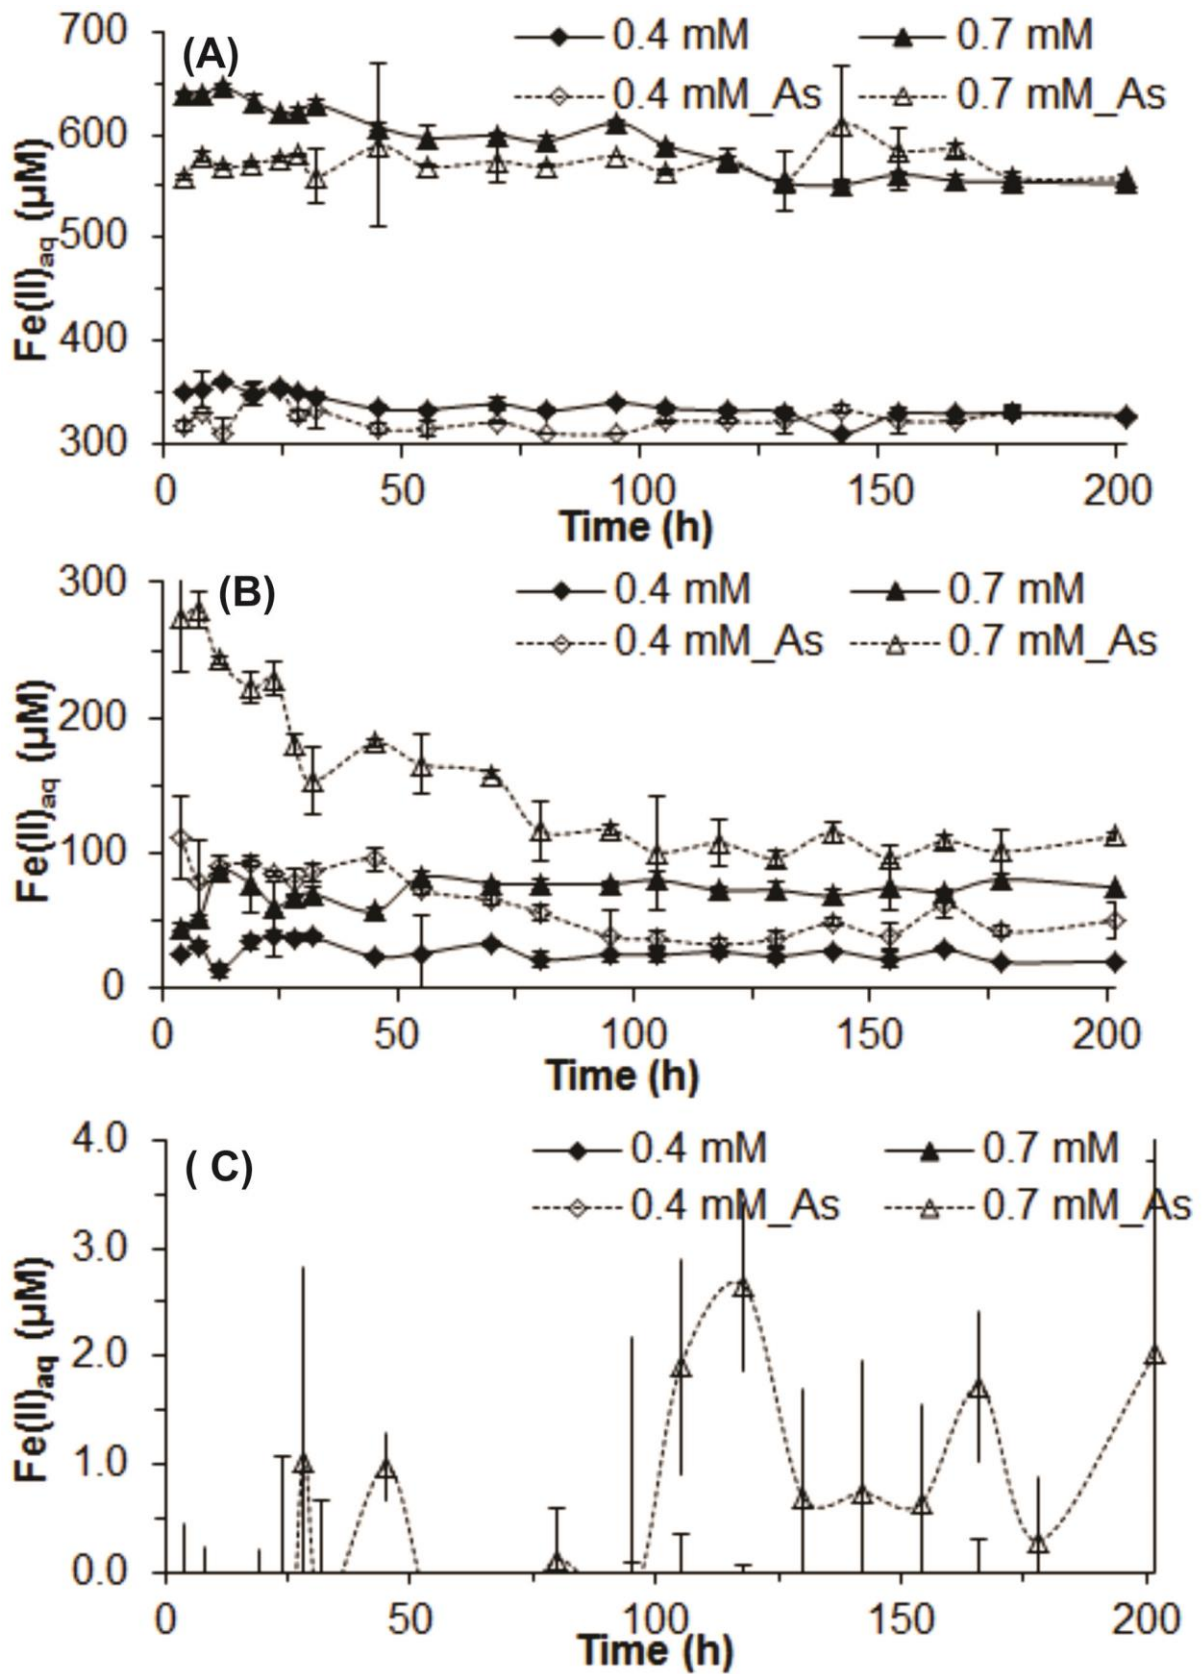 (A)
0.4 mM
0.7 mM
0.4 mM_As
0.7 mM_As
700
600
500
400
300
Fe(II)aq (µM)
0
50
100
150
200
Time (h)
(B)
0.4 mM
0.7 mM
0.4 mM_As
0.7 mM_As
300
200
100
0
Fe(II)aq (µM)
0
50
100
150
200
Time (h)
( C)
0.4 mM
0.7 mM
0.4 mM_As
0.7 mM_As
4.0
3.0
2.0
1.0
0.0
Fe(II)aq (µM)
0
50
100
150
200
Time (h)